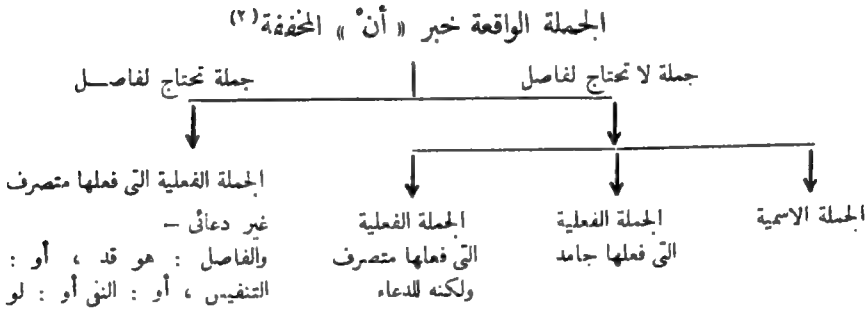 الجملة الواقعة خبر « أنْ » المخففة (٢)
جملة لا تحتاج لفاصل
جملة تحتاج لفاصــل
الجملة الاسمية
الجملة الفعلية
التى فعلها جامد
الجملة الفعلية
التى فعلها متصرف
ولكنه للدعاء
الجملة الفعلية التى فعلها متصرف
غير دعائى –
والفاصل : هو قد ، أو :
التنفيس ، أو : النفى أو : لو